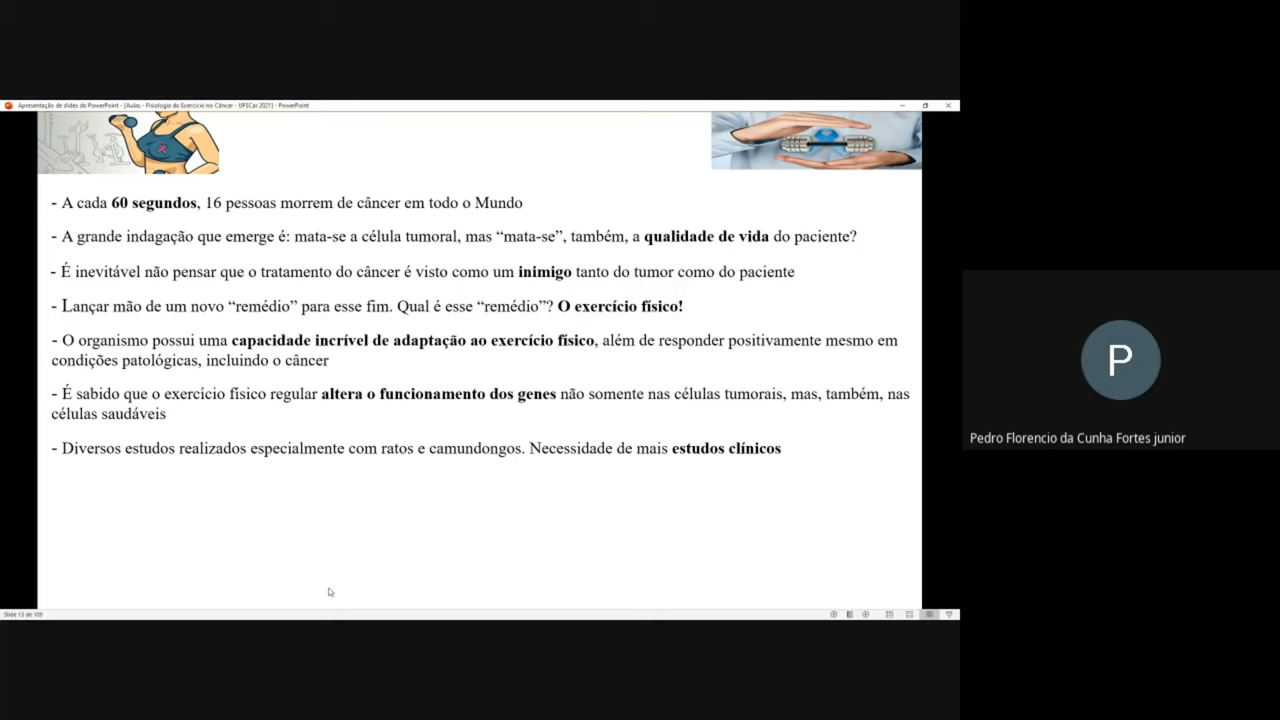 Apresentação de slides do PowerPoint - [Aulas - Fisiologia do Exercício no Câncer - UFSCar 2021] - PowerPoint
- A cada 60 segundos, 16 pessoas morrem de câncer em todo o Mundo
- A grande indagação que emerge é: mata-se a célula tumoral, mas “mata-se”, também, a qualidade de vida do paciente?
- É inevitável não pensar que o tratamento do câncer é visto como um inimigo tanto do tumor como do paciente
- Lançar mão de um novo “remédio” para esse fim. Qual é esse “remédio”? O exercício físico!
- O organismo possui uma capacidade incrível de adaptação ao exercício físico, além de responder positivamente mesmo em
condições patológicas, incluindo o câncer
- É sabido que o exercício físico regular altera o funcionamento dos genes não somente nas células tumorais, mas, também, nas
células saudáveis
- Diversos estudos realizados especialmente com ratos e camundongos. Necessidade de mais estudos clínicos
Slide 13 de 109
P
Pedro Florencio da Cunha Fortes junior